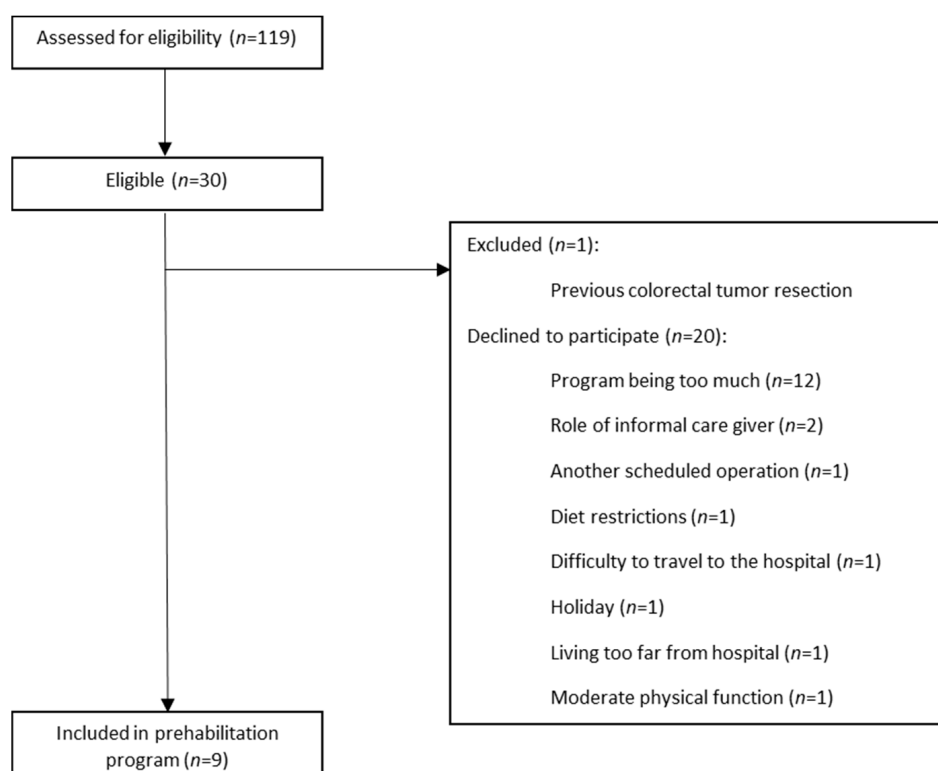 Assessed for eligibility (n=119)
Eligible (n=30)
Excluded (n=1):
Previous colorectal tumor resection
Declined to participate (n=20):
Program being too much (n=12)
Role of informal care giver (n=2)
Another scheduled operation (n=1)
Diet restrictions (n=1)
Difficulty to travel to the hospital (n=1)
Holiday (n=1)
Living too far from hospital (n=1)
Moderate physical function (n=1)
Included in prehabilitation
program (n=9)